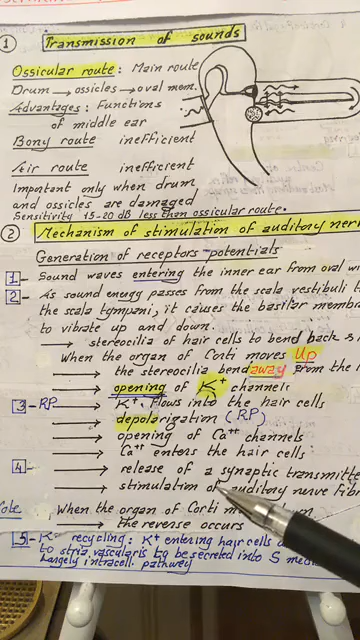 1 Transmission of sounds
Ossicular route: Main route
Drum → ossicles → oval mem.
Advantages: Functions
of middle ear
Bony route inefficient
Air route inefficient
Important only when drum
and ossicles are damaged
Sensitivity 15-20 dB less than ossicular route.
2 Mechanism of stimulation of auditory nerv
Generation of receptors potentials
1 - Sound waves entering the inner ear from oval w
2 - As sound energy passes from the scala vestibuli t
the scala tympani, it causes the basilar membra
to vibrate up and down.
→ stereocilia of hair cells to bend back &
When the organ of Corti moves Up
→ the stereocilia bend away from the
→ opening of K+ channels
3 - RP → K+ Flows into the hair cells
→ depolarization (RP)
→ opening of Ca++ channels
→ Ca++ enters the hair cells
4 → release of a synaptic transmitte
→ stimulation of auditory nerve fib
When the organ of Corti
→ the reverse occurs
5 - K+ recycling: K+ entering hair cells
to stria vascularis to be secreted into S med
Largely intracell. pathway